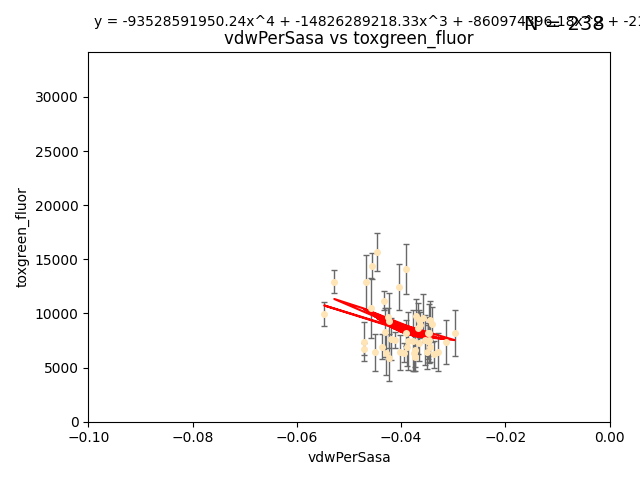 y = -93528591950.24x^4 + -14826289218.33x^3 +
N = 238
vdwPerSasa vs toxgreen_fluor
toxgreen_fluor
30000
25000
20000
15000
10000
5000
0
−0.10 −0.08 −0.06 −0.04 −0.02 0.00
vdwPerSasa